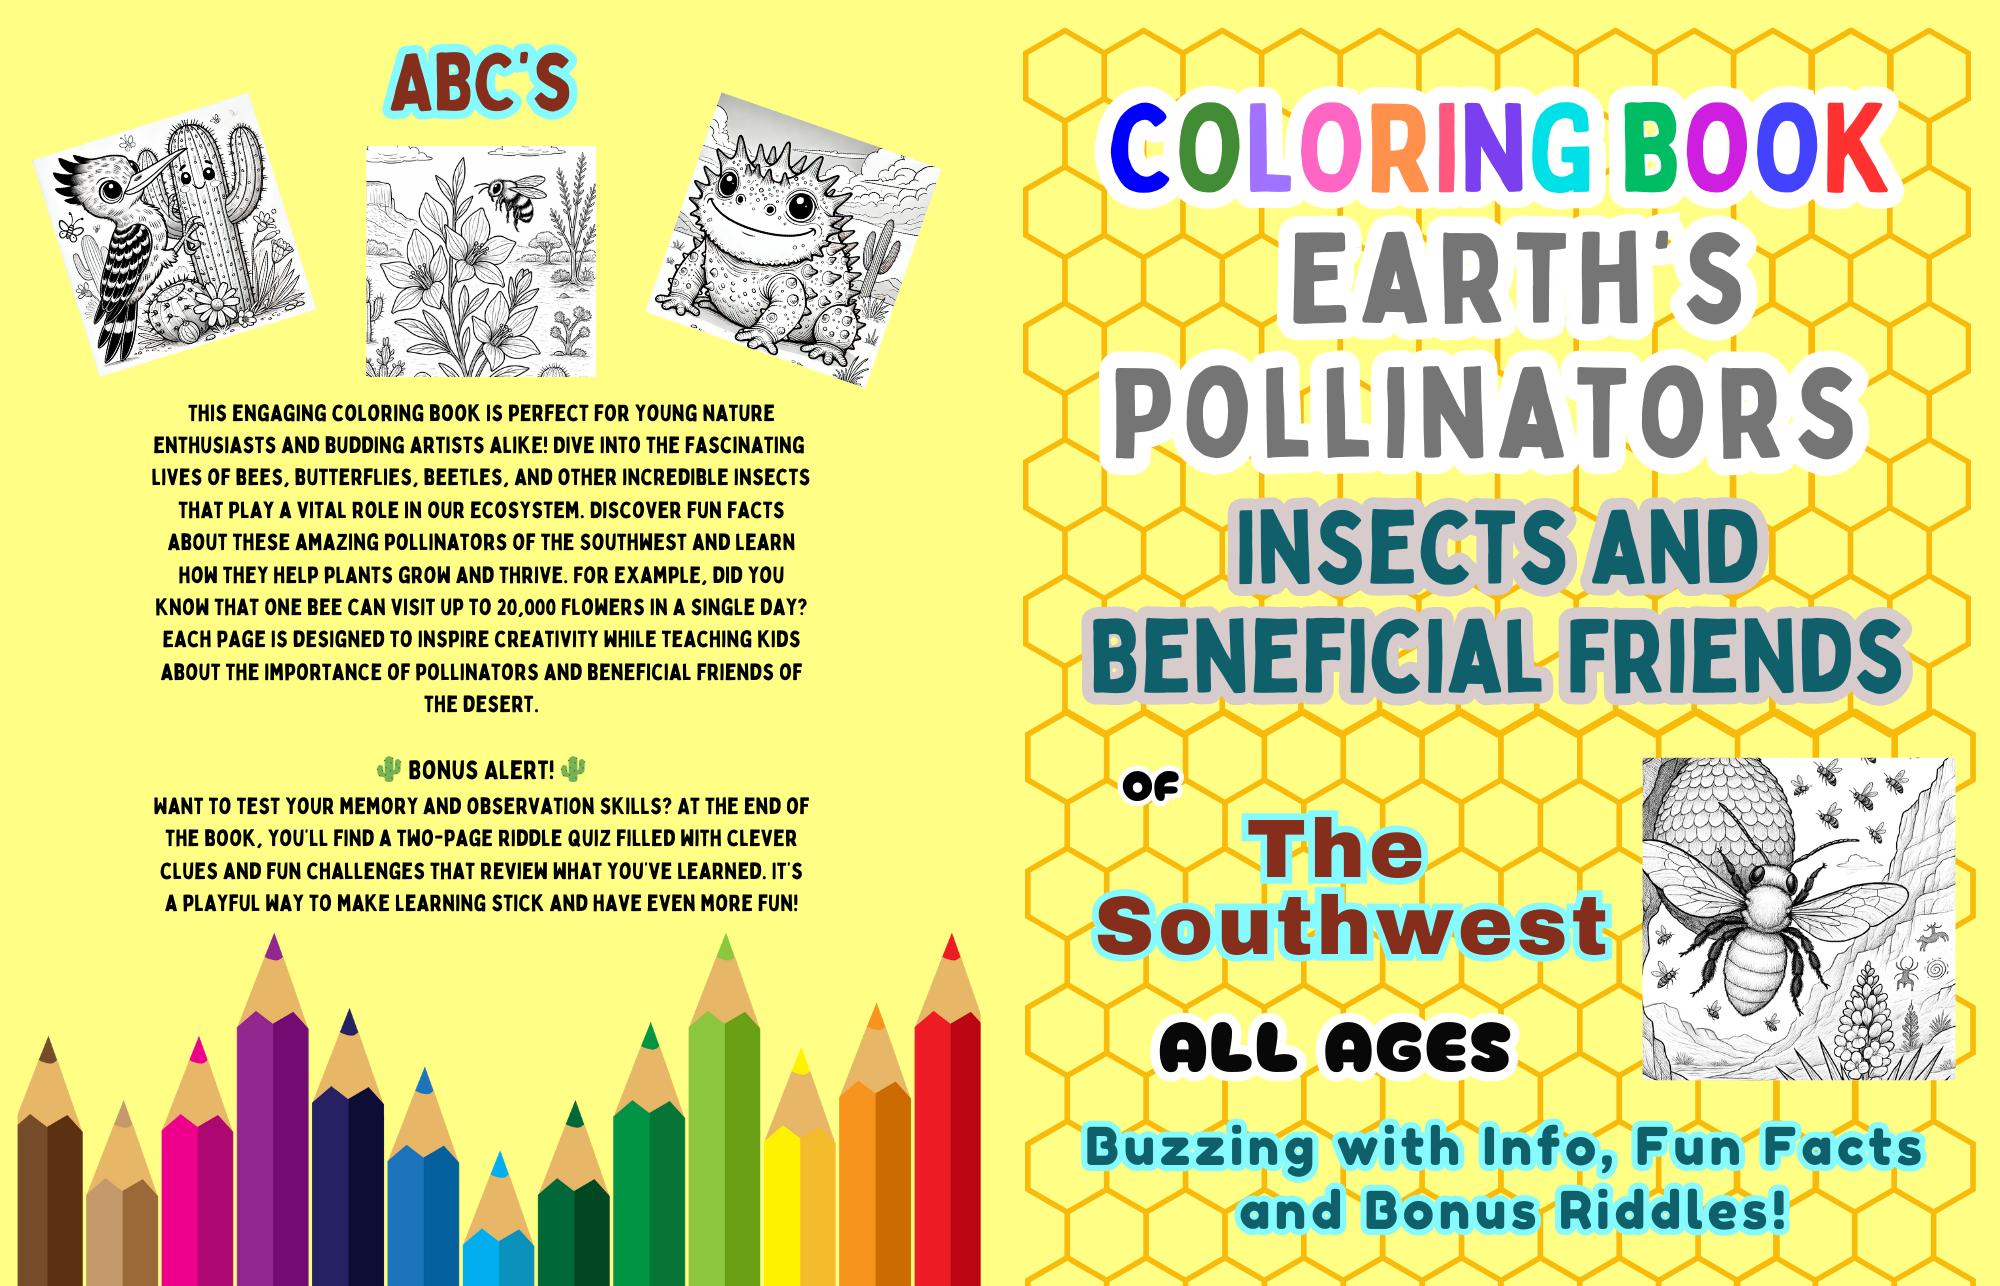 ABC'S
THIS ENGAGING COLORING BOOK IS PERFECT FOR YOUNG NATURE
ENTHUSIASTS AND BUDDING ARTISTS ALIKE! DIVE INTO THE FASCINATING
LIVES OF BEES, BUTTERFLIES, BEETLES, AND OTHER INCREDIBLE INSECTS
THAT PLAY A VITAL ROLE IN OUR ECOSYSTEM. DISCOVER FUN FACTS
ABOUT THESE AMAZING POLLINATORS OF THE SOUTHWEST AND LEARN
HOW THEY HELP PLANTS GROW AND THRIVE. FOR EXAMPLE, DID YOU
KNOW THAT ONE BEE CAN VISIT UP TO 20,000 FLOWERS IN A SINGLE DAY?
EACH PAGE IS DESIGNED TO INSPIRE CREATIVITY WHILE TEACHING KIDS
ABOUT THE IMPORTANCE OF POLLINATORS AND BENEFICIAL FRIENDS OF
THE DESERT.
🌵 BONUS ALERT! 🌵
WANT TO TEST YOUR MEMORY AND OBSERVATION SKILLS? AT THE END OF
THE BOOK, YOU'LL FIND A TWO-PAGE RIDDLE QUIZ FILLED WITH CLEVER
CLUES AND FUN CHALLENGES THAT REVIEW WHAT YOU'VE LEARNED. IT'S
A PLAYFUL WAY TO MAKE LEARNING STICK AND HAVE EVEN MORE FUN!
COLORING BOOK
EARTH'S
POLLINATORS
INSECTS AND
BENEFICIAL FRIENDS
OF
The
Southwest
ALL AGES
Buzzing with Info, Fun Facts
and Bonus Riddles!